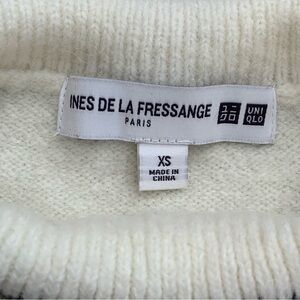 INES DE LA FRESSANGE
PARIS
ユニ
クロ
UNI
QLO
XS
MADE IN
CHINA